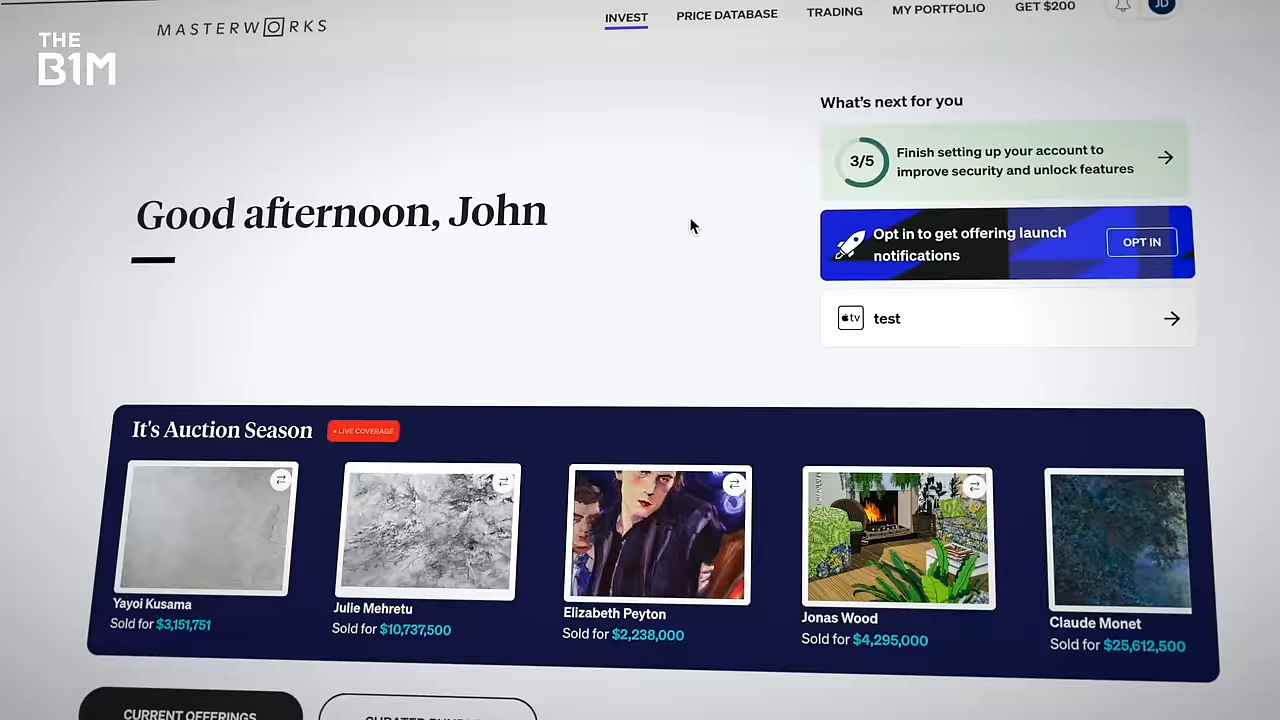 THE
B1M
MASTERWORKS
INVEST
PRICE DATABASE
TRADING
MY PORTFOLIO
GET $200
JD
What's next for you
3/5
Finish setting up your account to
improve security and unlock features
Good afternoon, John
Opt in to get offering launch
notifications
OPT IN
tv
test
It's Auction Season
LIVE COVERAGE
Yayoi Kusama
Sold for $3,151,751
Julie Mehretu
Sold for $10,737,500
Elizabeth Peyton
Sold for $2,238,000
Jonas Wood
Sold for $4,295,000
Claude Monet
Sold for $25,612,500
CURRENT OFFERINGS